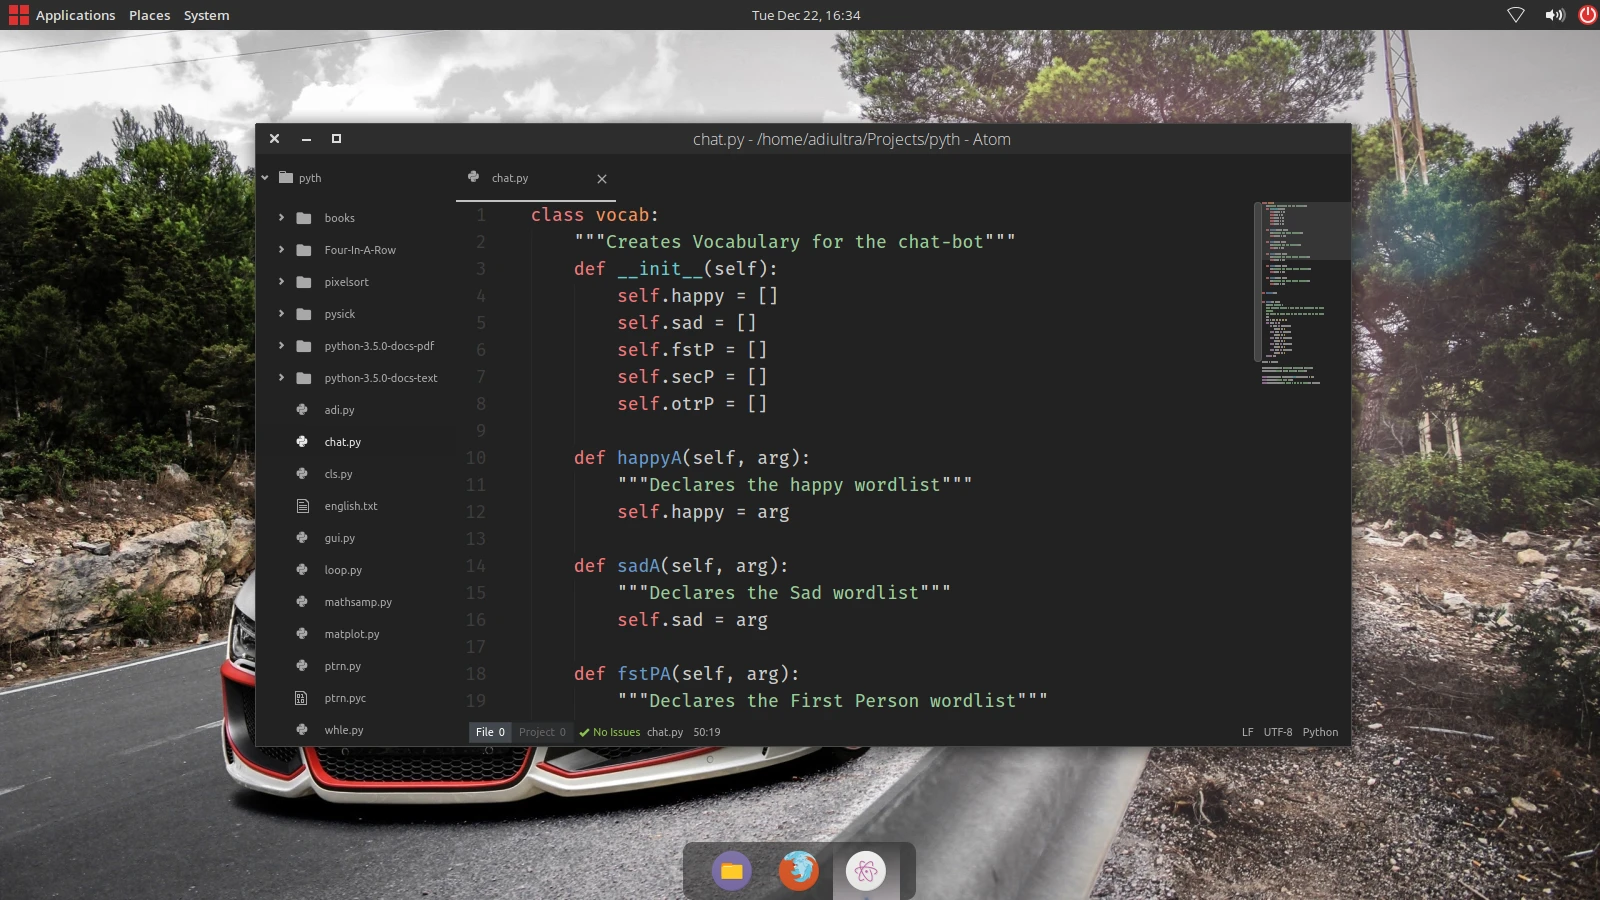 Applications Places System Tue Dec 22, 16:34
chat.py - /home/adiultra/Projects/pyth - Atom
pyth
books
Four-In-A-Row
pixelsort
pysick
python-3.5.0-docs-pdf
python-3.5.0-docs-text
adi.py
chat.py
cls.py
english.txt
gui.py
loop.py
mathsamp.py
matplot.py
ptrn.py
ptrn.pyc
whle.py
chat.py
1 class vocab:
2 """Creates Vocabulary for the chat-bot"""
3 def __init__(self):
4 self.happy = []
5 self.sad = []
6 self.fstP = []
7 self.secP = []
8 self.otrP = []
9
10 def happyA(self, arg):
11 """Declares the happy wordlist"""
12 self.happy = arg
13
14 def sadA(self, arg):
15 """Declares the Sad wordlist"""
16 self.sad = arg
17
18 def fstPA(self, arg):
19 """Declares the First Person wordlist"""
File 0 Project 0 No Issues chat.py 50:19 LF UTF-8 Python